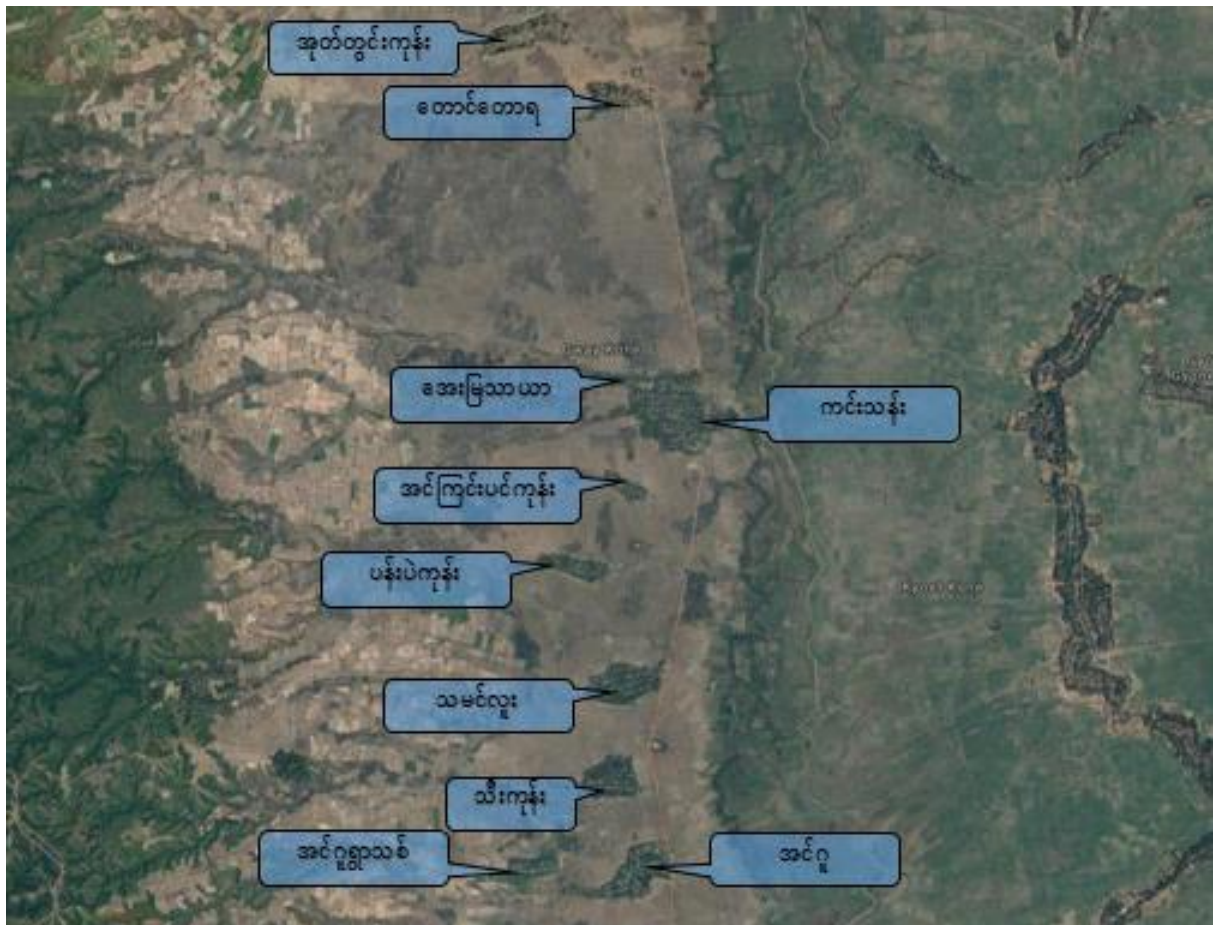 အုတ်တွင်းကုန်း
တောင်တောရ
အေးမြသာယာ
ကင်းသန်း
အင်ကြင်းပင်ကုန်း
ပန်းပဲကုန်း
သမင်လူး
သီးကုန်း
အင်ဂူရွာသစ်
အင်ဂူ